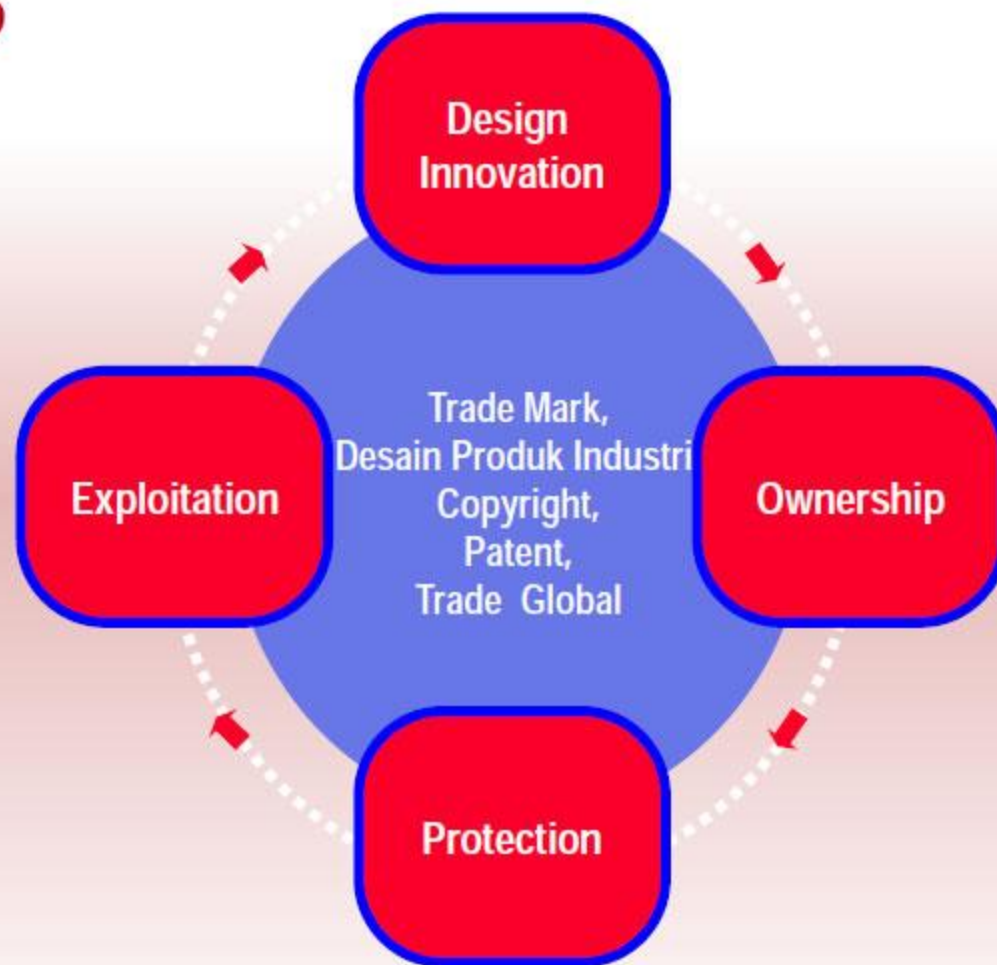 Design
Innovation
Trade Mark,
Desain Produk Industri
Copyright,
Patent,
Trade Global
Exploitation
Ownership
Protection